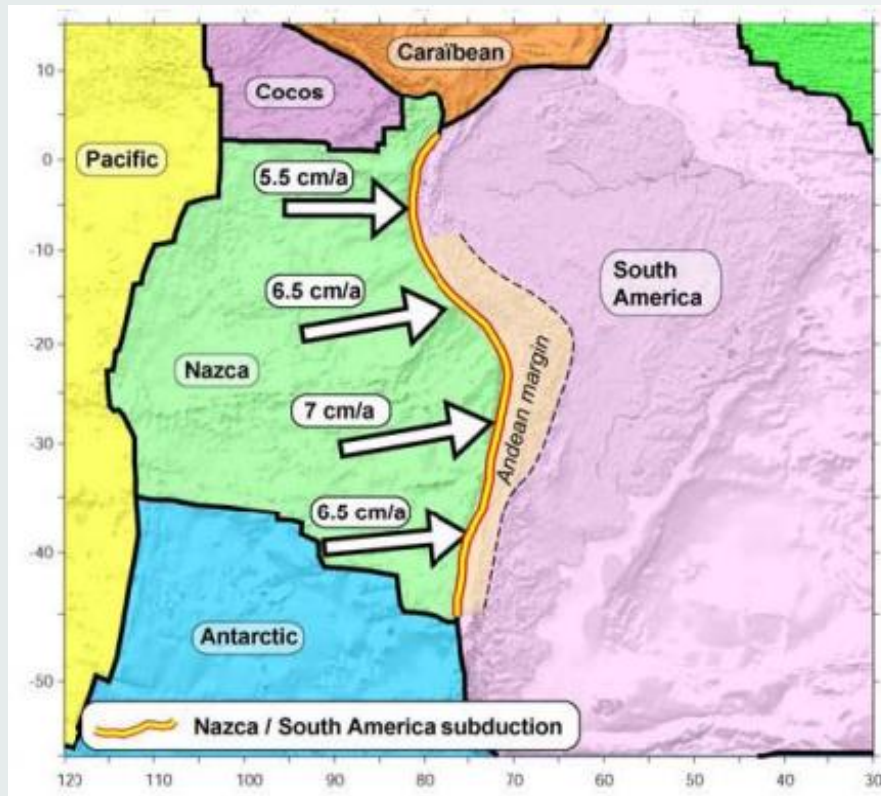 Caraïbean
Cocos
Pacific
5.5 cm/a
South
America
6.5 cm/a
Nazca
7 cm/a
Andean margin
6.5 cm/a
Antarctic
Nazca / South America subduction
10
0
-10
-20
-30
-40
-50
120 110 100 90 80 70 60 50 40 30